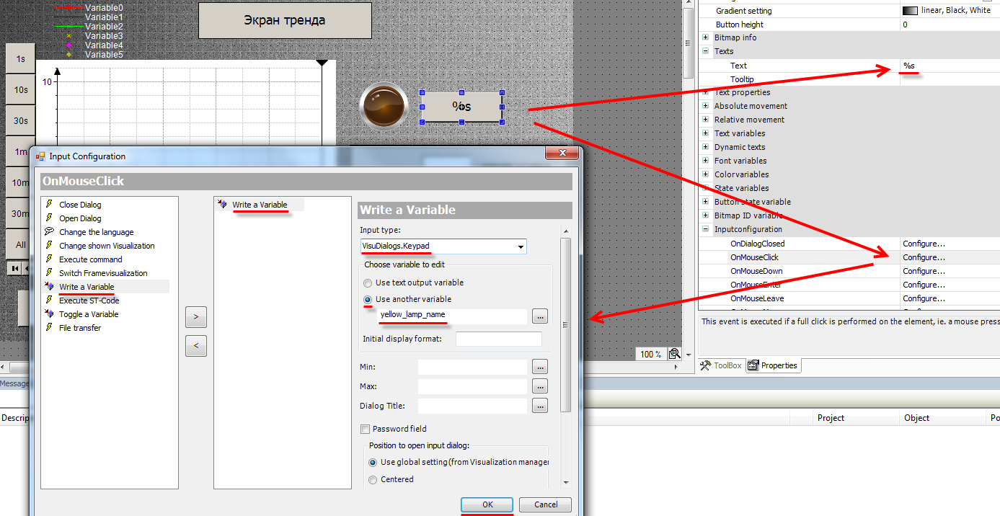 Variable0
Variable1
Variable2
Variable3
Variable4
Variable5
Экран тренда
1s
10s
30s
1m
10m
30m
All
10
%s
Gradient setting
linear, Black, White
Button height
0
Bitmap info
Texts
Text
%s
Tooltip
Text properties
Absolute movement
Relative movement
Text variables
Dynamic texts
Font variables
Colorvariables
State variables
Button state variable
Bitmap ID variable
Inputconfiguration
OnDialogClosed
Configure...
OnMouseClick
Configure...
OnMouseDown
Configure...
OnMouseEnter
Configure...
OnMouseLeave
Configure...
This event is executed if a full click is performed on the element, ie. a mouse press
ToolBox
Properties
100 %
Input Configuration
OnMouseClick
Close Dialog
Open Dialog
Change the language
Change shown Visualization
Execute command
Switch Framevisualization
Write a Variable
Execute ST-Code
Toggle a Variable
File transfer
>
<
Write a Variable
Write a Variable
Input type:
VisuDialogs.Keypad
Choose variable to edit
Use text output variable
Use another variable
yellow_lamp_name
...
Initial display format:
Min:
...
Max:
...
Dialog Title:
...
Password field
Position to open input dialog:
Use global setting (from Visualization manager
Centered
OK
Cancel
Message
Descrip
Project
Object
Po